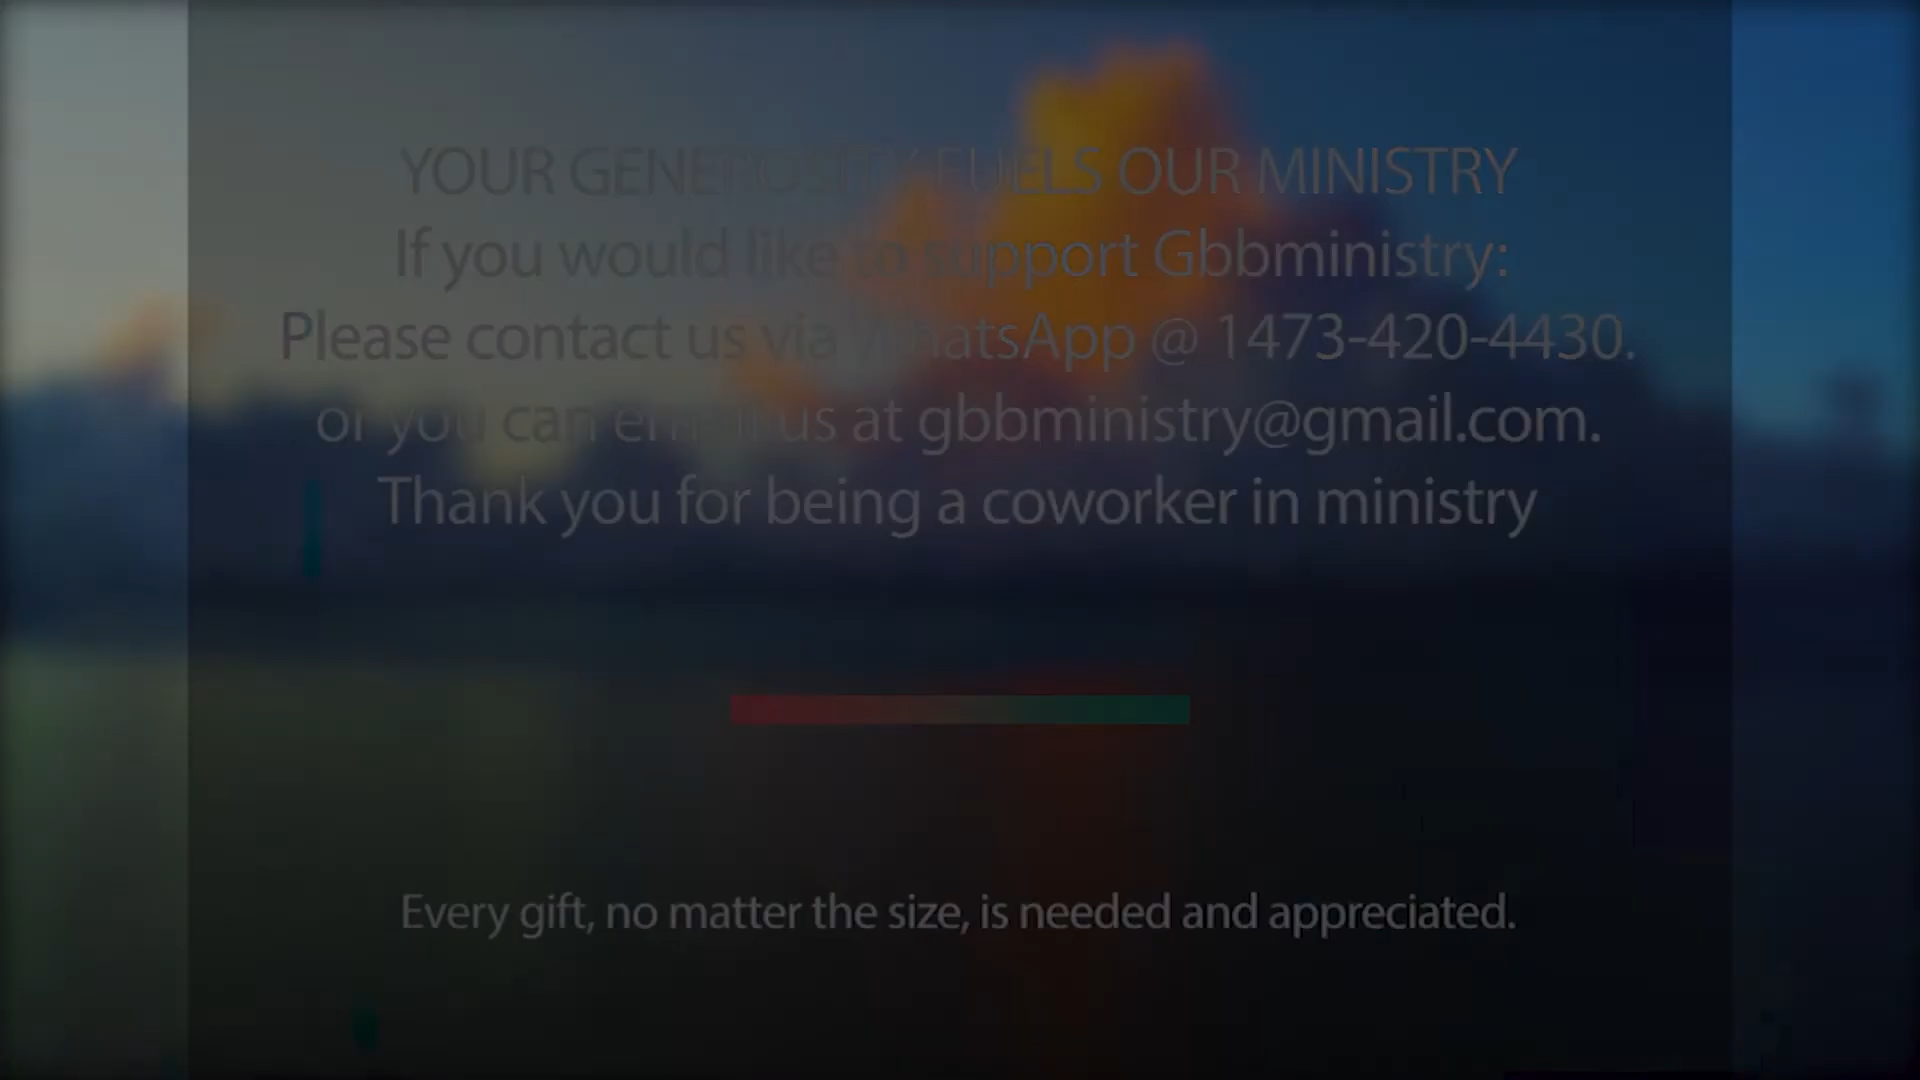 YOUR GENEROSITY FUELS OUR MINISTRY
If you would like to support Gbbministry:
Please contact us via WhatsApp @ 1473-420-4430.
or you can email us at gbbministry@gmail.com.
Thank you for being a coworker in ministry
Every gift, no matter the size, is needed and appreciated.